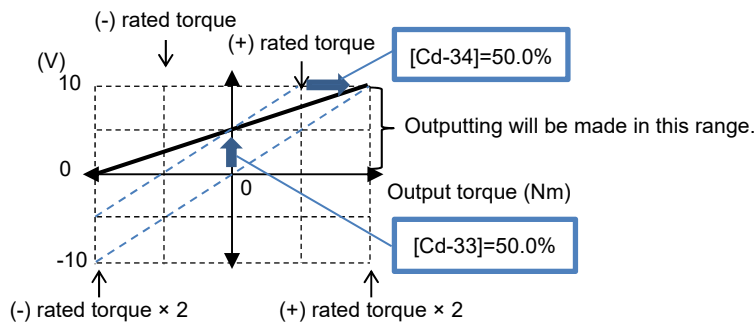 (-) rated torque
(+) rated torque
[Cd-34]=50.0%
(V)
10
Outputting will be made in this range.
0
0
Output torque (Nm)
[Cd-33]=50.0%
-10
(-) rated torque × 2
(+) rated torque × 2